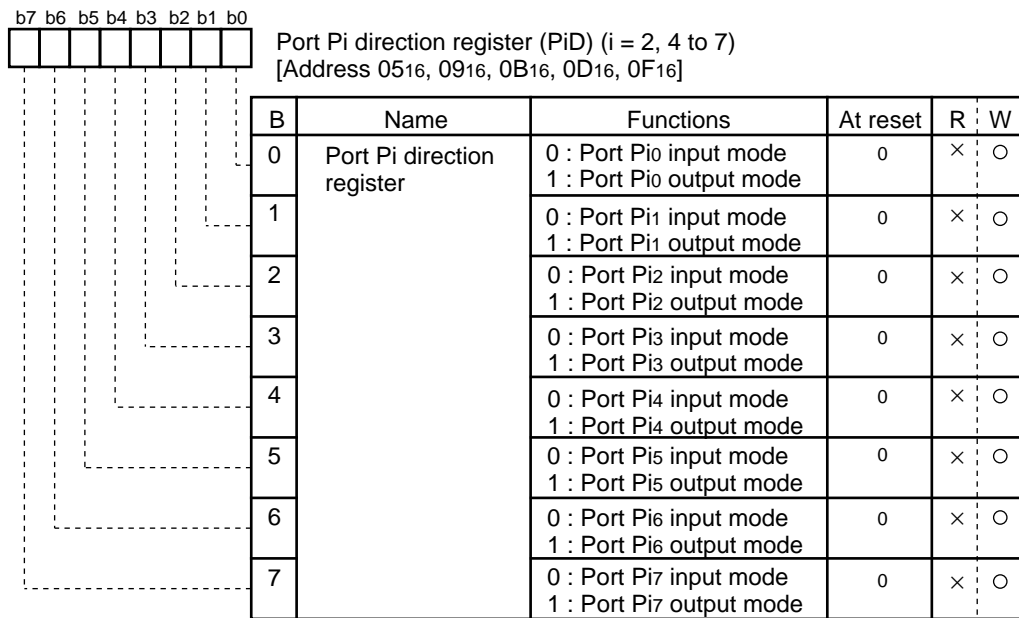 b7 b6 b5 b4 b3 b2 b1 b0
Port Pi direction register (PiD) (i = 2, 4 to 7)
[Address 0516, 0916, 0B16, 0D16, 0F16]
B Name Functions At reset R W
0 Port Pi direction register 0 : Port Pi0 input mode 0 × ○
1 : Port Pi0 output mode
1 0 : Port Pi1 input mode 0 × ○
1 : Port Pi1 output mode
2 0 : Port Pi2 input mode 0 × ○
1 : Port Pi2 output mode
3 0 : Port Pi3 input mode 0 × ○
1 : Port Pi3 output mode
4 0 : Port Pi4 input mode 0 × ○
1 : Port Pi4 output mode
5 0 : Port Pi5 input mode 0 × ○
1 : Port Pi5 output mode
6 0 : Port Pi6 input mode 0 × ○
1 : Port Pi6 output mode
7 0 : Port Pi7 input mode 0 × ○
1 : Port Pi7 output mode